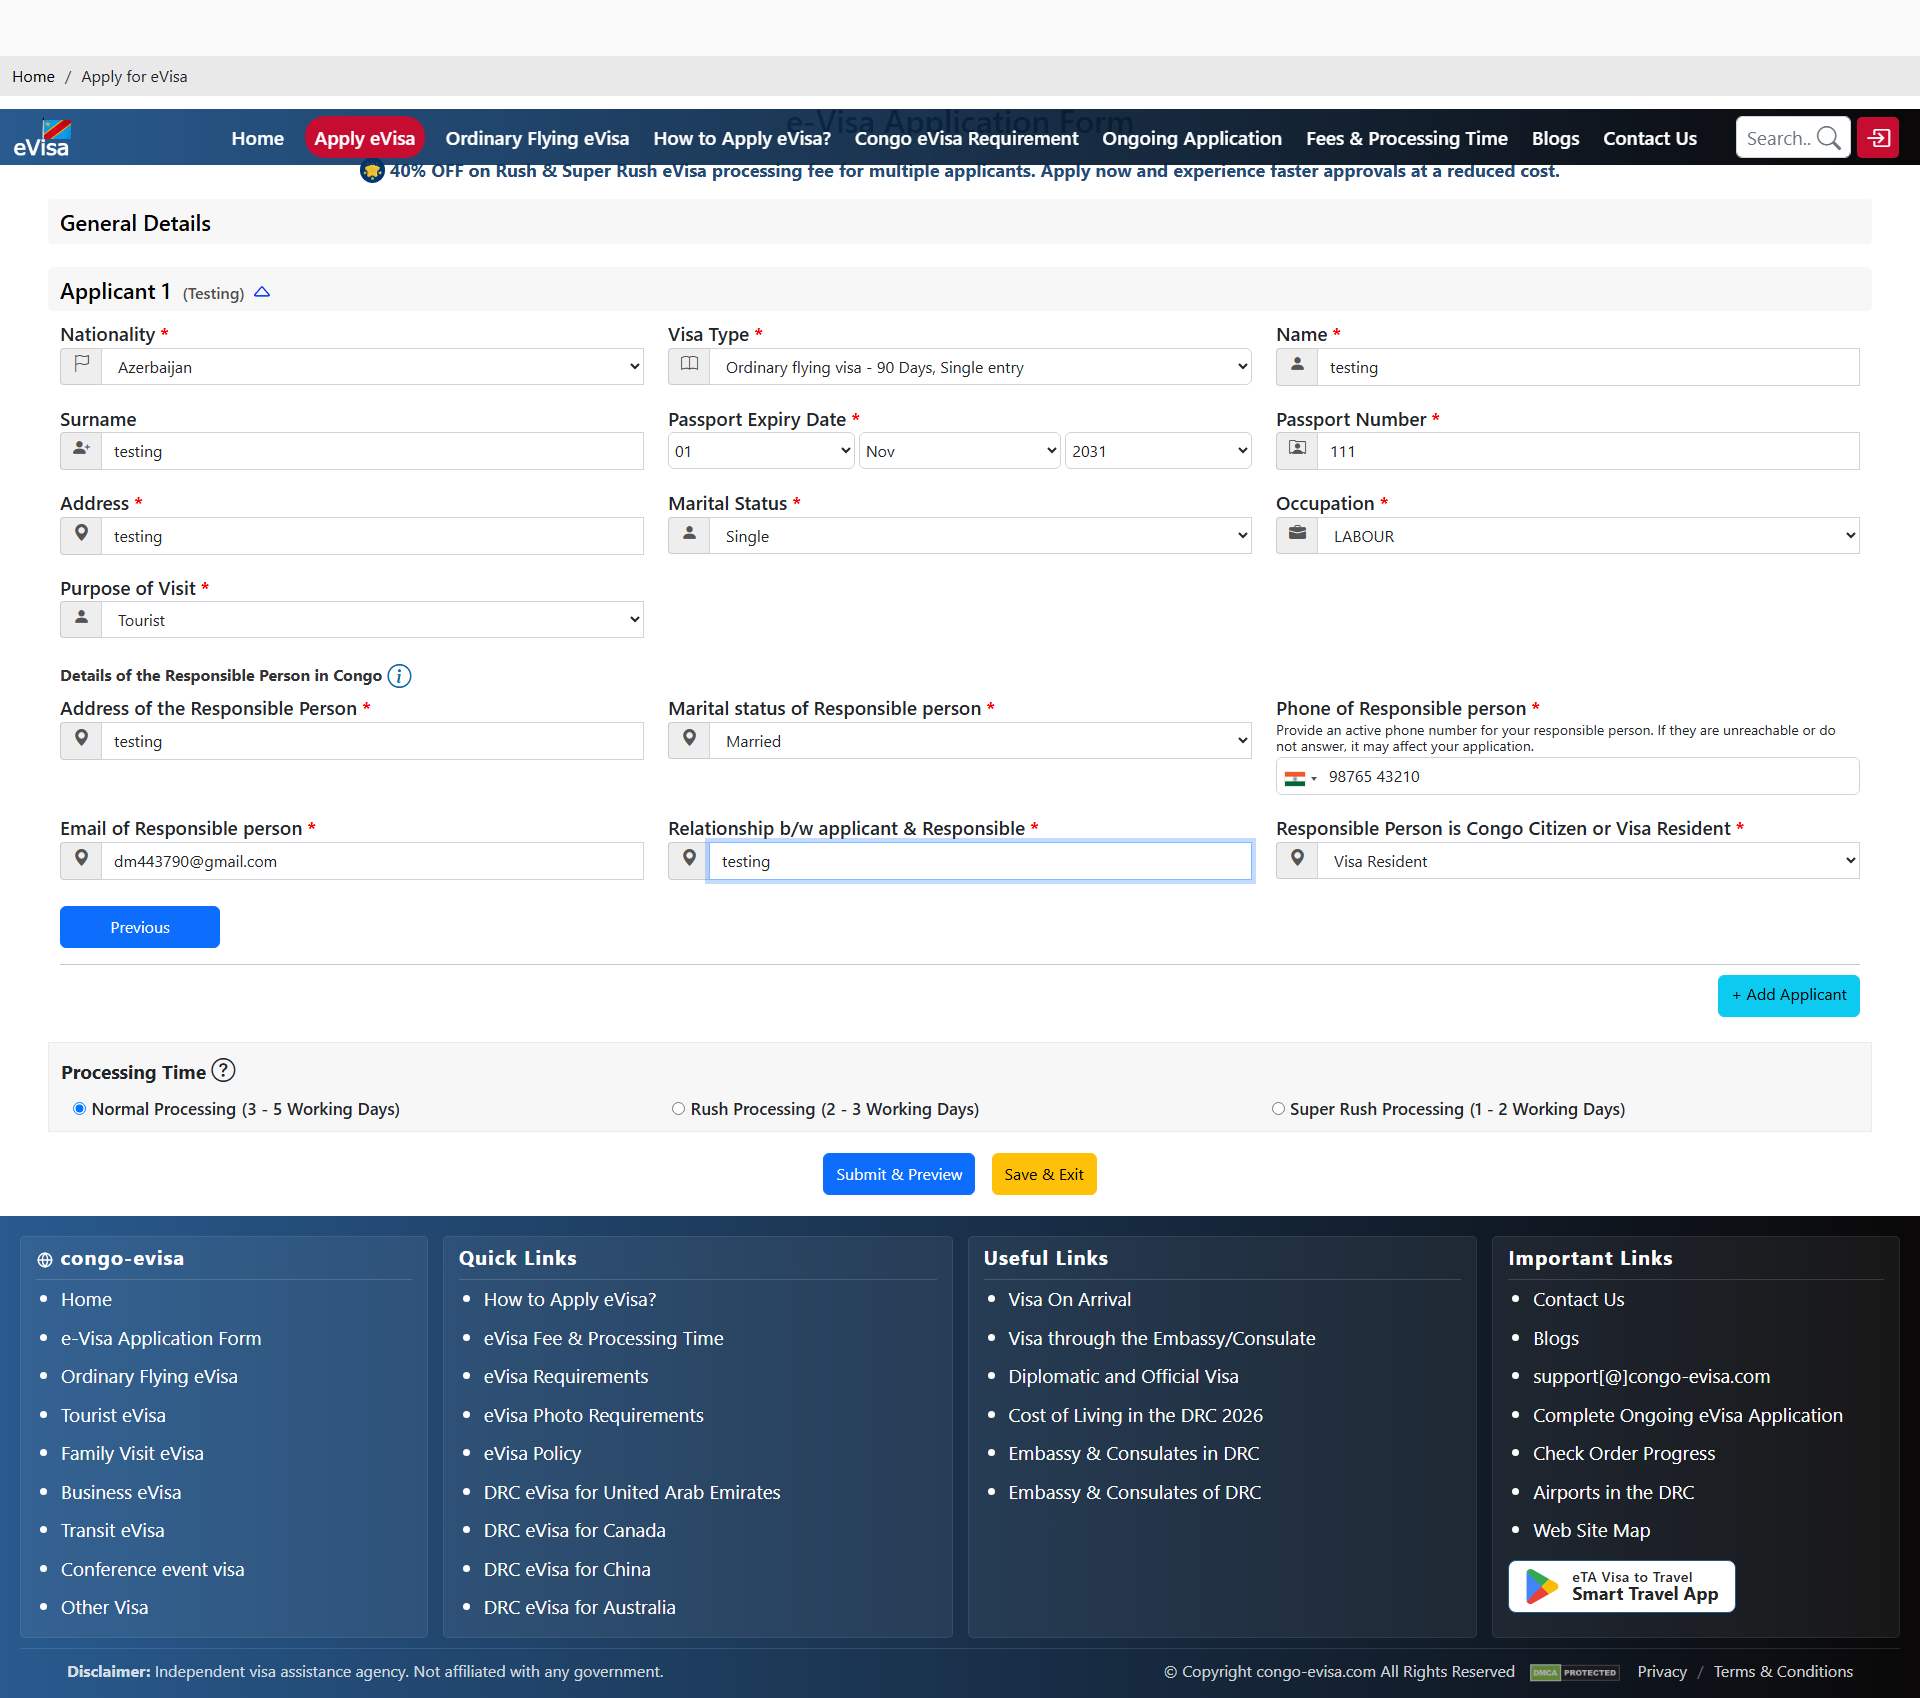 Home / Apply for eVisa
e-Visa Application Form
eVisa
Home
Apply eVisa
Ordinary Flying eVisa
How to Apply eVisa?
Congo eVisa Requirement
Ongoing Application
Fees & Processing Time
Blogs
Contact Us
Search..
40% OFF on Rush & Super Rush eVisa processing fee for multiple applicants. Apply now and experience faster approvals at a reduced cost.
General Details
Applicant 1 (Testing)
Nationality *
Azerbaijan
Visa Type *
Ordinary flying visa - 90 Days, Single entry
Name *
testing
Surname
testing
Passport Expiry Date *
01
Nov
2031
Passport Number *
111
Address *
testing
Marital Status *
Single
Occupation *
LABOUR
Purpose of Visit *
Tourist
Details of the Responsible Person in Congo
Address of the Responsible Person *
testing
Marital status of Responsible person *
Married
Phone of Responsible person *
Provide an active phone number for your responsible person. If they are unreachable or do
not answer, it may affect your application.
98765 43210
Email of Responsible person *
dm443790@gmail.com
Relationship b/w applicant & Responsible *
testing
Responsible Person is Congo Citizen or Visa Resident *
Visa Resident
Previous
+ Add Applicant
Processing Time ?
Normal Processing (3 - 5 Working Days)
Rush Processing (2 - 3 Working Days)
Super Rush Processing (1 - 2 Working Days)
Submit & Preview
Save & Exit
congo-evisa
Home
e-Visa Application Form
Ordinary Flying eVisa
Tourist eVisa
Family Visit eVisa
Business eVisa
Transit eVisa
Conference event visa
Other Visa
Quick Links
How to Apply eVisa?
eVisa Fee & Processing Time
eVisa Requirements
eVisa Photo Requirements
eVisa Policy
DRC eVisa for United Arab Emirates
DRC eVisa for Canada
DRC eVisa for China
DRC eVisa for Australia
Useful Links
Visa On Arrival
Visa through the Embassy/Consulate
Diplomatic and Official Visa
Cost of Living in the DRC 2026
Embassy & Consulates in DRC
Embassy & Consulates of DRC
Important Links
Contact Us
Blogs
support[@]congo-evisa.com
Complete Ongoing eVisa Application
Check Order Progress
Airports in the DRC
Web Site Map
eTA Visa to Travel
Smart Travel App
Disclaimer: Independent visa assistance agency. Not affiliated with any government.
© Copyright congo-evisa.com All Rights Reserved
DMCA PROTECTED
Privacy / Terms & Conditions